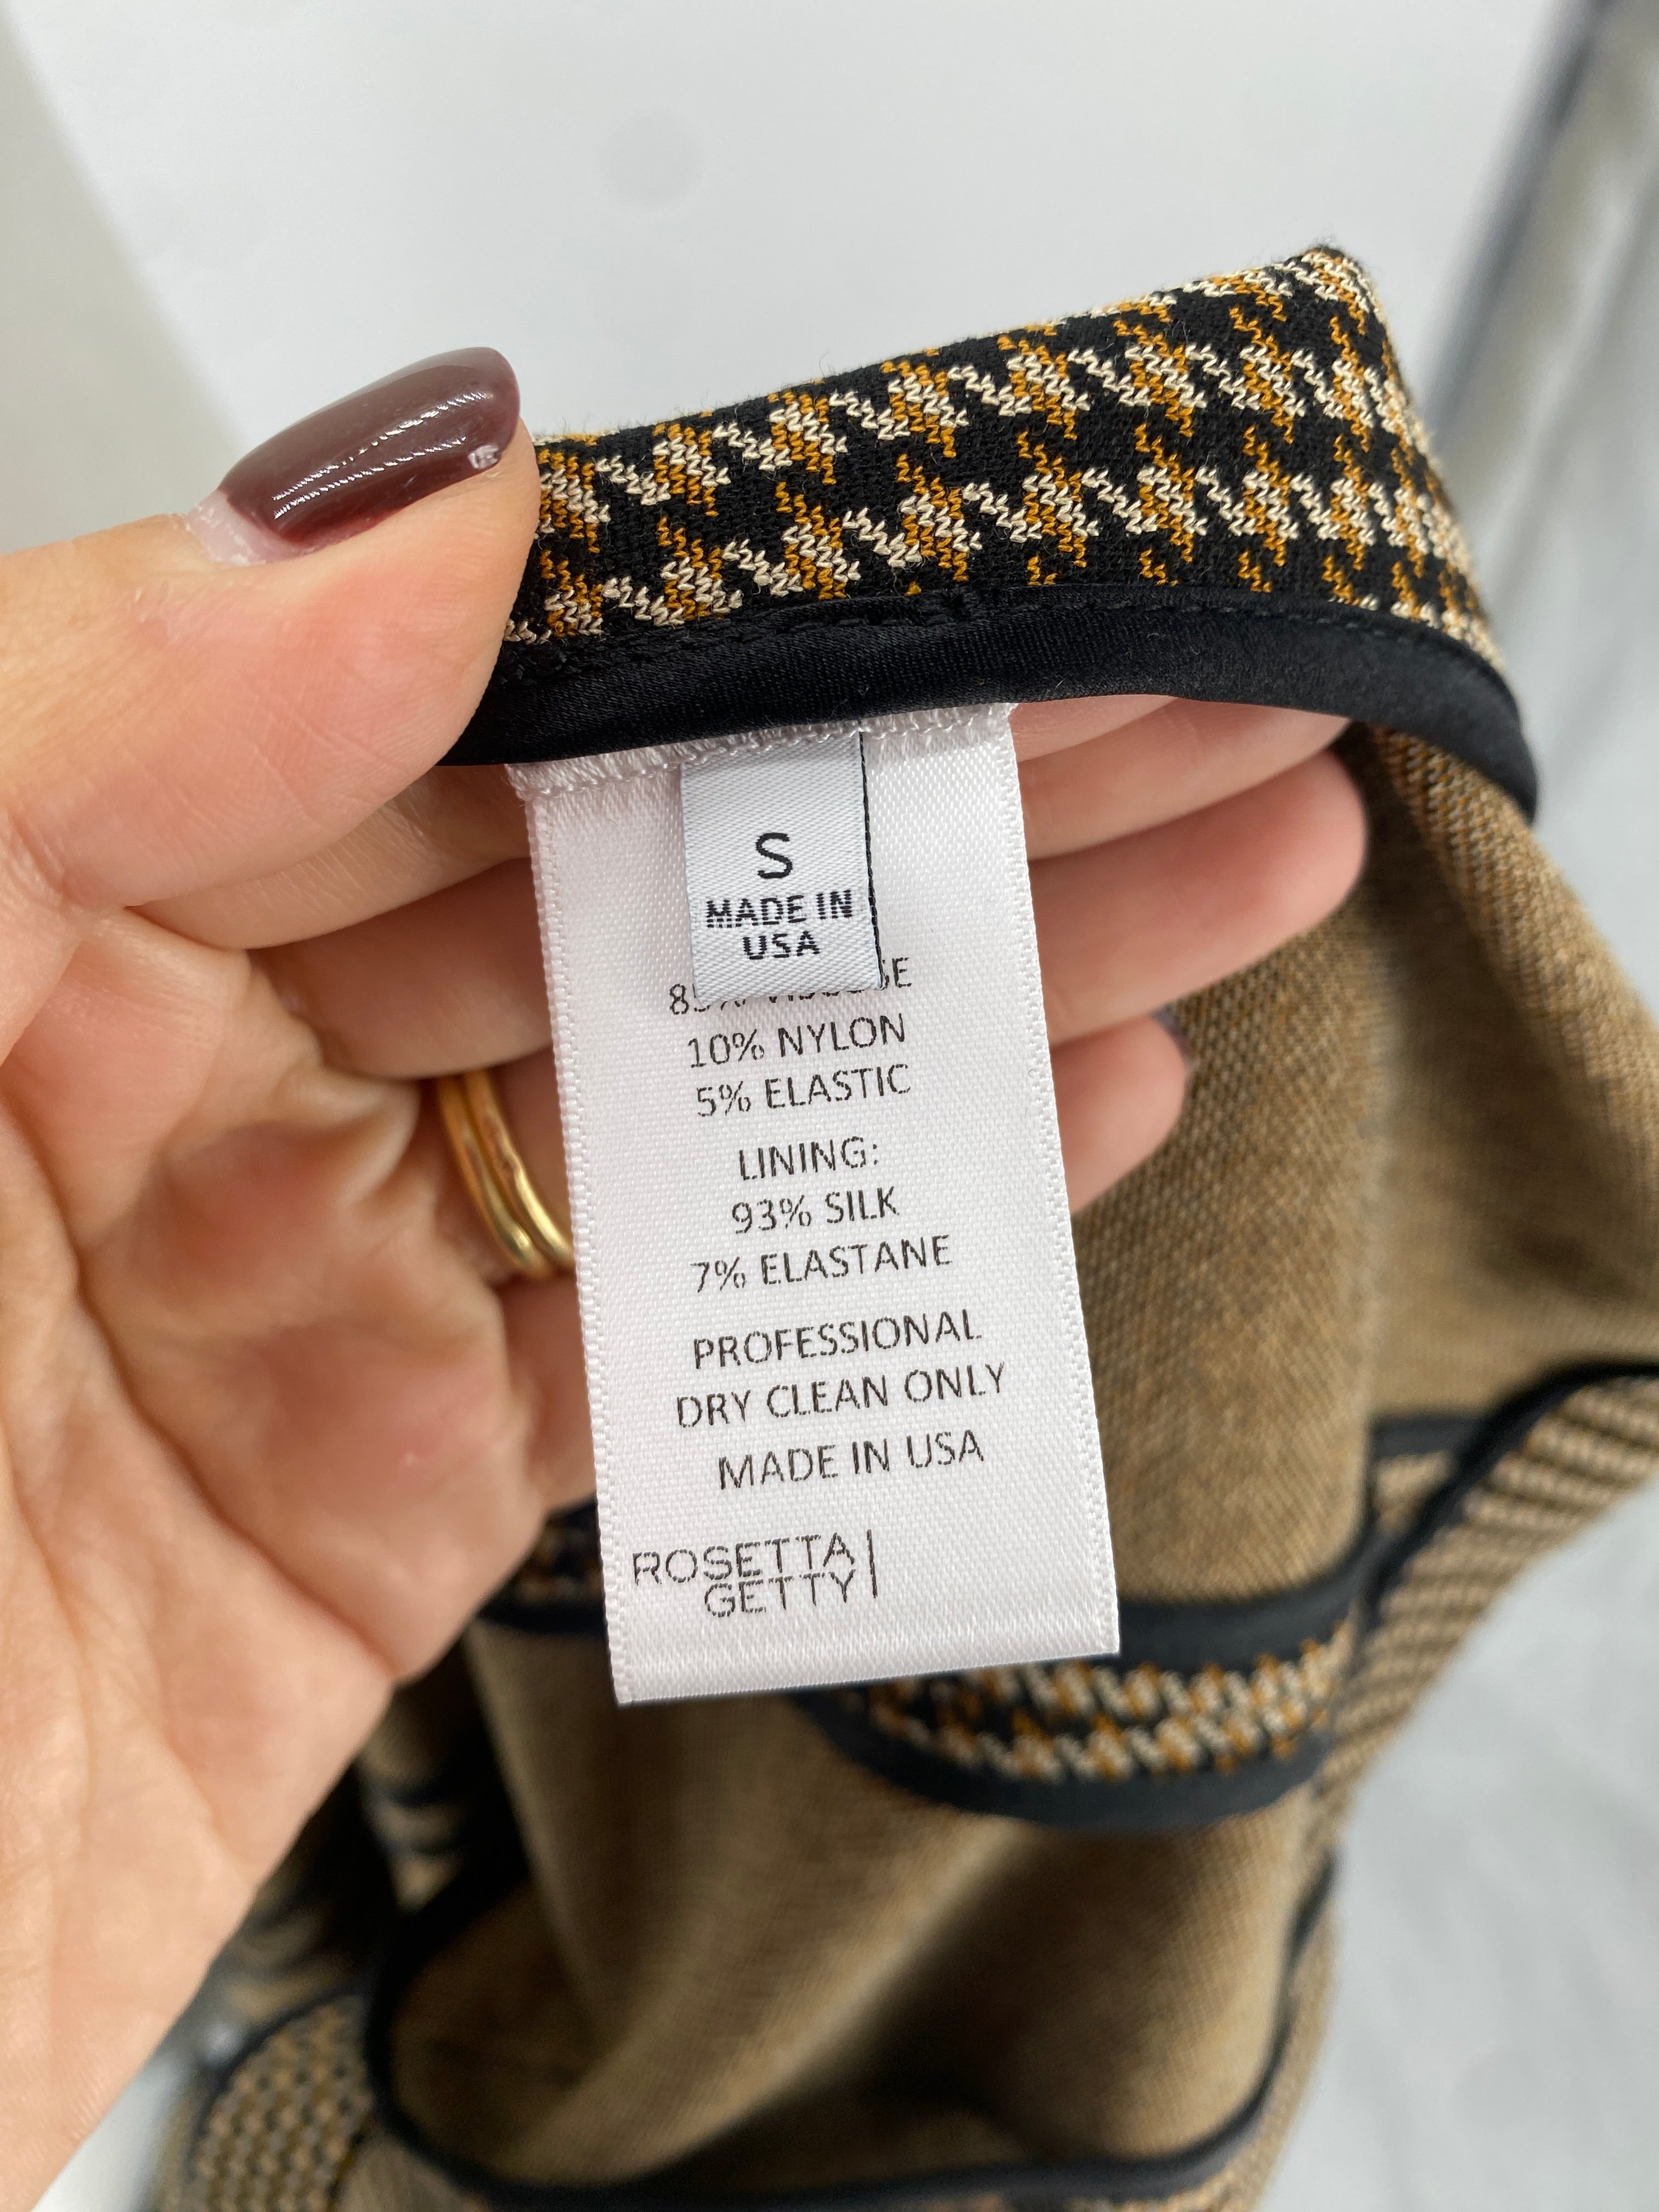 S
MADE IN
USA
10% NYLON
5% ELASTIC
LINING:
93% SILK
7% ELASTANE
PROFESSIONAL
DRY CLEAN ONLY
MADE IN USA
ROSETTA
GETTY